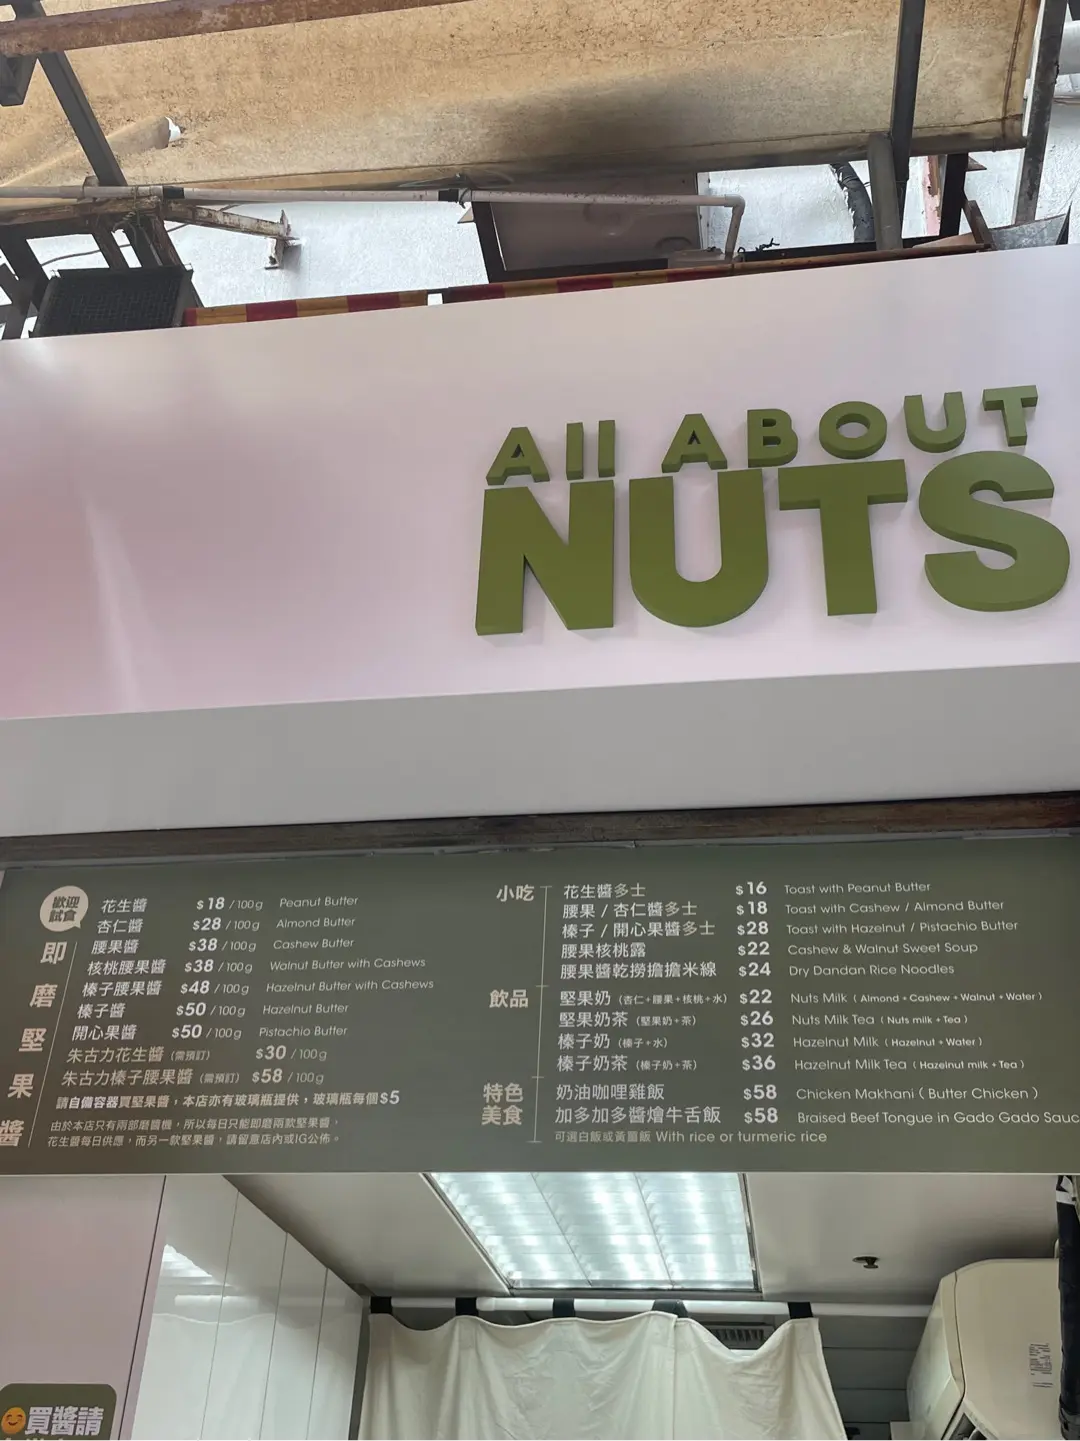 All ABOUT
NUTS
歡迎
試食
即磨堅果醬
花生醬 $18 / 100g Peanut Butter
杏仁醬 $28 / 100g Almond Butter
腰果醬 $38 / 100g Cashew Butter
核桃腰果醬 $38 / 100g Walnut Butter with Cashews
榛子腰果醬 $48 / 100g Hazelnut Butter with Cashews
榛子醬 $50 / 100g Hazelnut Butter
開心果醬 $50 / 100g Pistachio Butter
朱古力花生醬 (需預訂) $30 / 100g
朱古力榛子腰果醬 (需預訂) $58 / 100g
請自備容器買堅果醬，本店亦有玻璃瓶提供，玻璃瓶每個$5
由於本店只有兩部磨醬機，所以每日只能即磨兩款堅果醬，
花生醬每日供應，而另一款堅果醬，請留意店內或IG公佈。
小吃
花生醬多士 $16 Toast with Peanut Butter
腰果 / 杏仁醬多士 $18 Toast with Cashew / Almond Butter
榛子 / 開心果醬多士 $28 Toast with Hazelnut / Pistachio Butter
腰果核桃露 $22 Cashew & Walnut Sweet Soup
腰果醬乾撈擔擔米線 $24 Dry Dandan Rice Noodles
飲品
堅果奶 (杏仁+腰果+核桃+水) $22 Nuts Milk ( Almond + Cashew + Walnut + Water )
堅果奶茶 (堅果奶+茶) $26 Nuts Milk Tea ( Nuts milk + Tea )
榛子奶 (榛子+水) $32 Hazelnut Milk ( Hazelnut + Water )
榛子奶茶 (榛子奶+茶) $36 Hazelnut Milk Tea ( Hazelnut milk + Tea )
特色
美食
奶油咖哩雞飯 $58 Chicken Makhani ( Butter Chicken )
加多加多醬燴牛舌飯 $58 Braised Beef Tongue in Gado Gado Sauc
可選白飯或黃薑飯 With rice or turmeric rice
買醬請